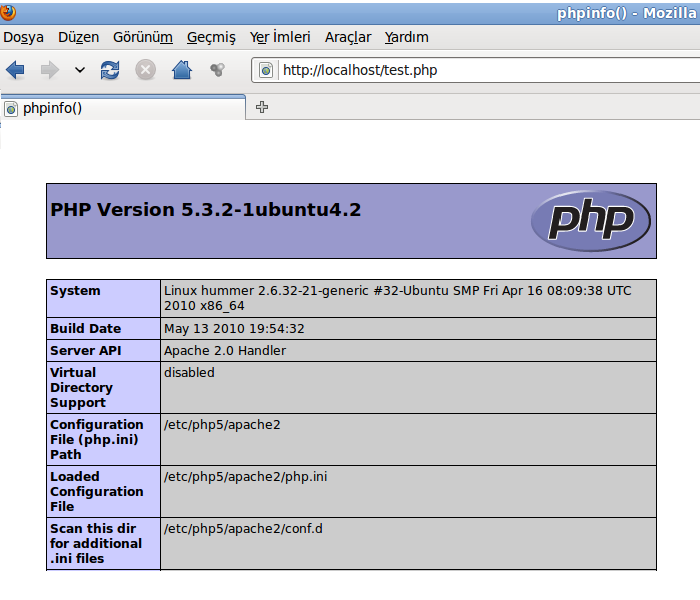 phpinfo() - Mozilla
Dosya Düzen Görünüm Geçmiş Yer İmleri Araçlar Yardım
http://localhost/test.php
phpinfo()
PHP Version 5.3.2-1ubuntu4.2
php
System
Linux hummer 2.6.32-21-generic #32-Ubuntu SMP Fri Apr 16 08:09:38 UTC
2010 x86_64
Build Date
May 13 2010 19:54:32
Server API
Apache 2.0 Handler
Virtual
Directory
Support
disabled
Configuration
File (php.ini)
Path
/etc/php5/apache2
Loaded
Configuration
File
/etc/php5/apache2/php.ini
Scan this dir
for additional
.ini files
/etc/php5/apache2/conf.d